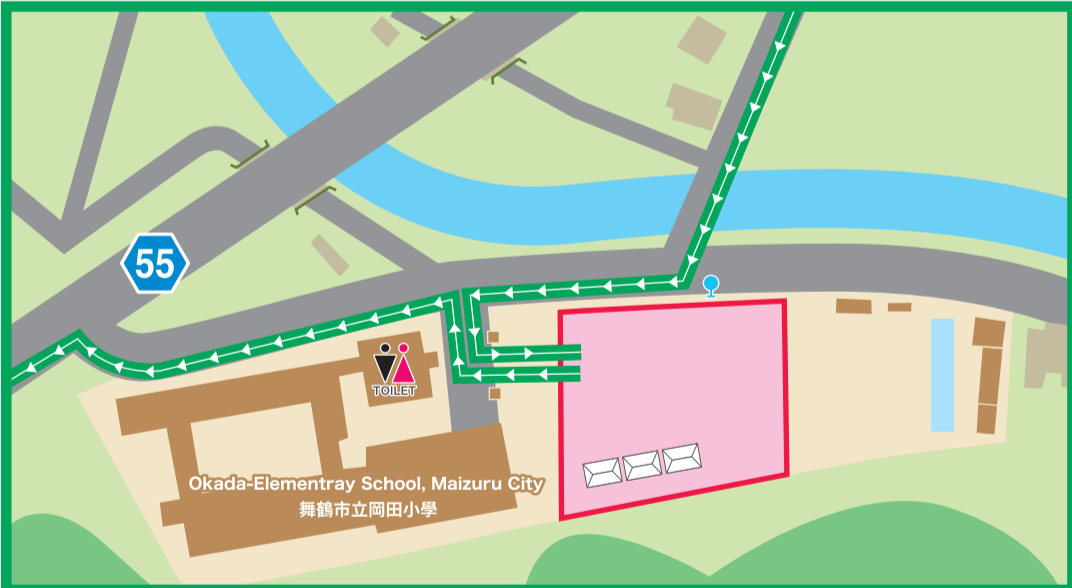 55
TOILET
Okada-Elementray School, Maizuru City
舞鶴市立岡田小學